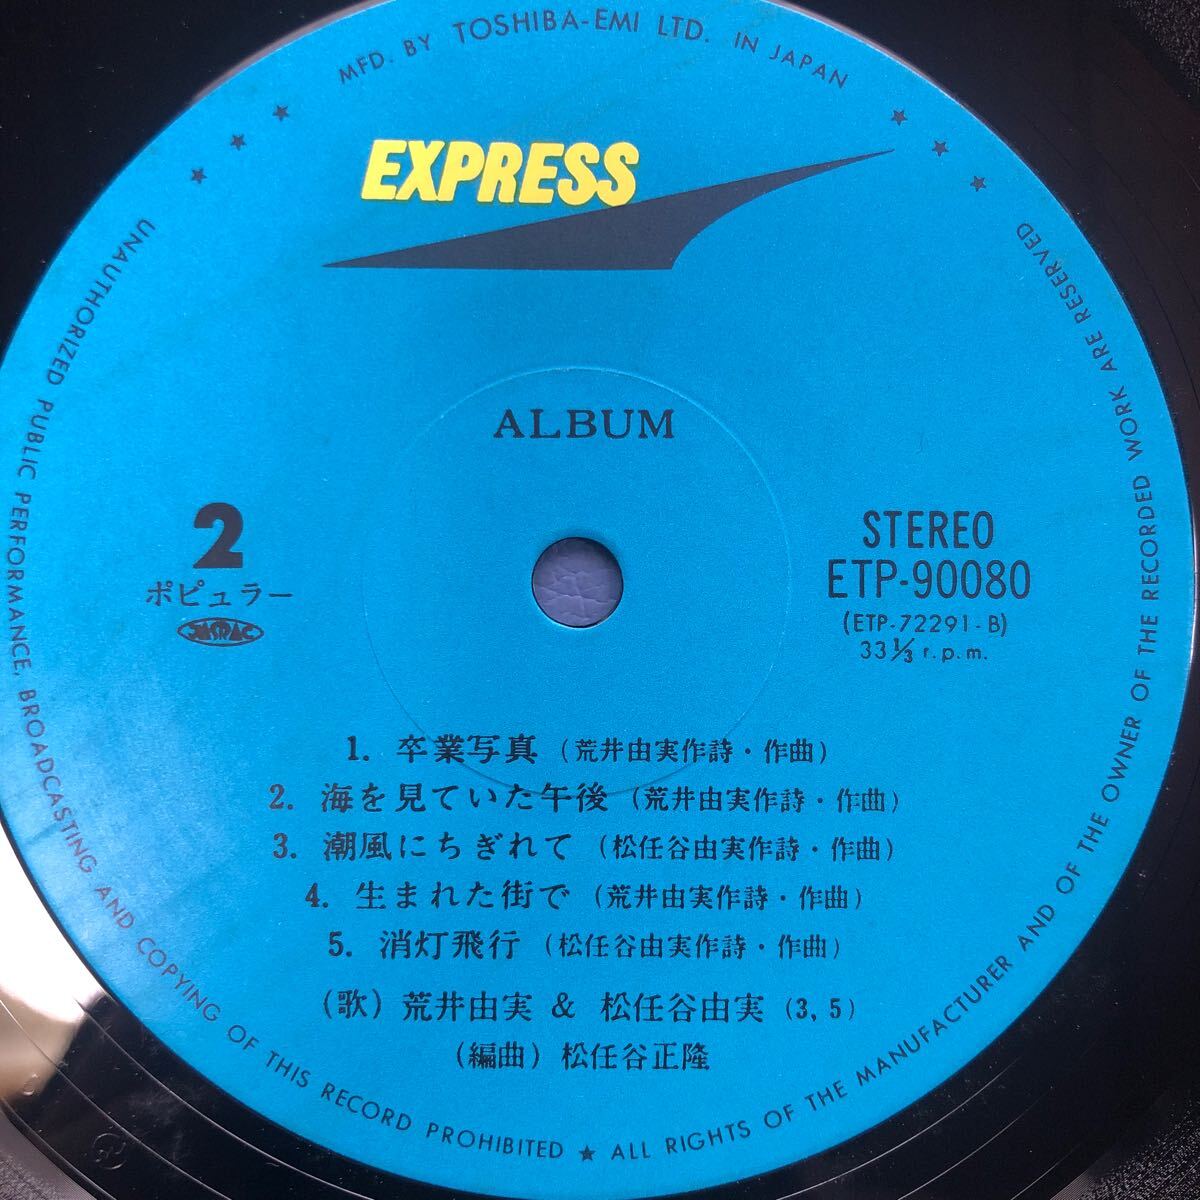 MFD. BY TOSHIBA-EMI LTD. IN JAPAN
EXPRESS
ALBUM
2
ポピュラー
JASRAC
STEREO
ETP-90080
(ETP-72291-B)
33 1/3 r.p.m.
1. 卒業写真 (荒井由実作詩・作曲)
2. 海を見ていた午後 (荒井由実作詩・作曲)
3. 潮風にちぎれて (松任谷由実作詩・作曲)
4. 生まれた街で (荒井由実作詩・作曲)
5. 消灯飛行 (松任谷由実作詩・作曲)
(歌) 荒井由実 & 松任谷由実 (3, 5)
(編曲) 松任谷正隆
UNAUTHORIZED PUBLIC PERFORMANCE, BROADCASTING AND COPYING OF THIS RECORD PROHIBITED ★ ALL RIGHTS OF THE MANUFACTURER AND OF THE OWNER OF THE RECORDED WORK ARE RESERVED